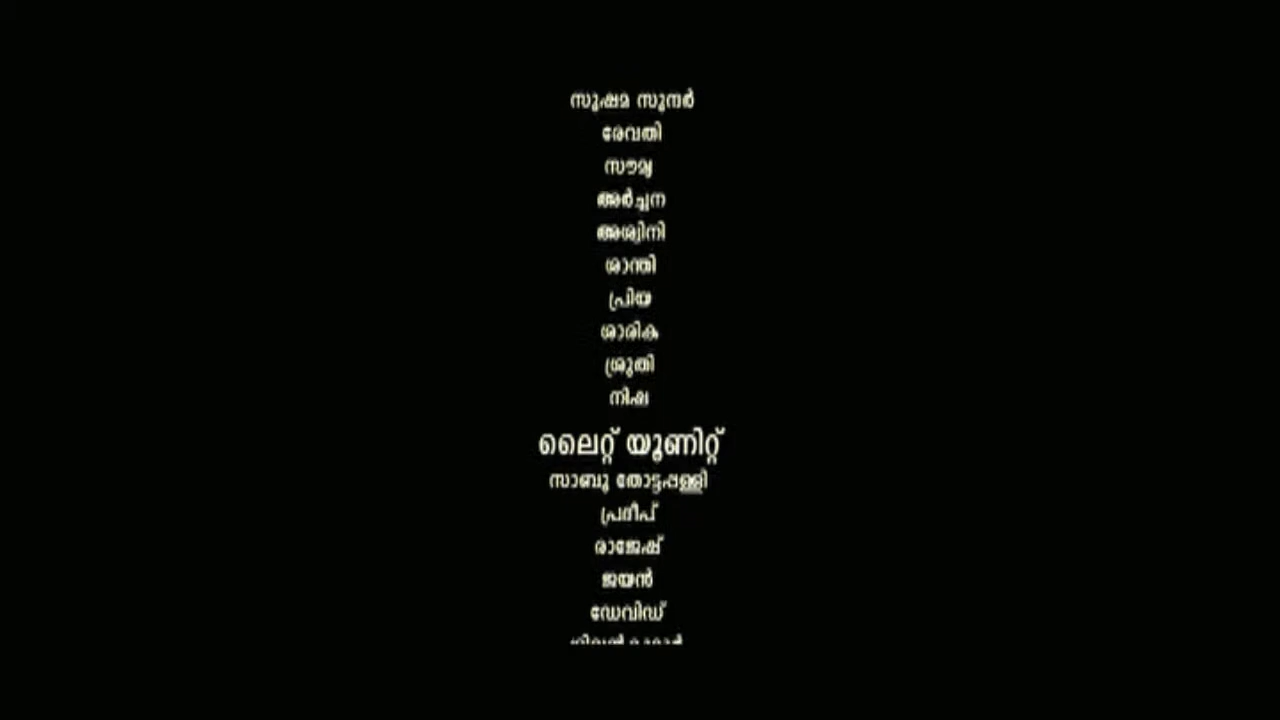 സുഷമ സുന്ദർ
രേവതി
സൗമ്യ
അർച്ചന
അശ്വിനി
ശാന്തി
പ്രിയ
ശാരിക
ശ്രുതി
നിഷ
ലൈറ്റ് യൂണിറ്റ്
സാബു തോട്ടപ്പള്ളി
പ്രദീപ്
രാജേഷ്
ജയൻ
ഡേവിഡ്